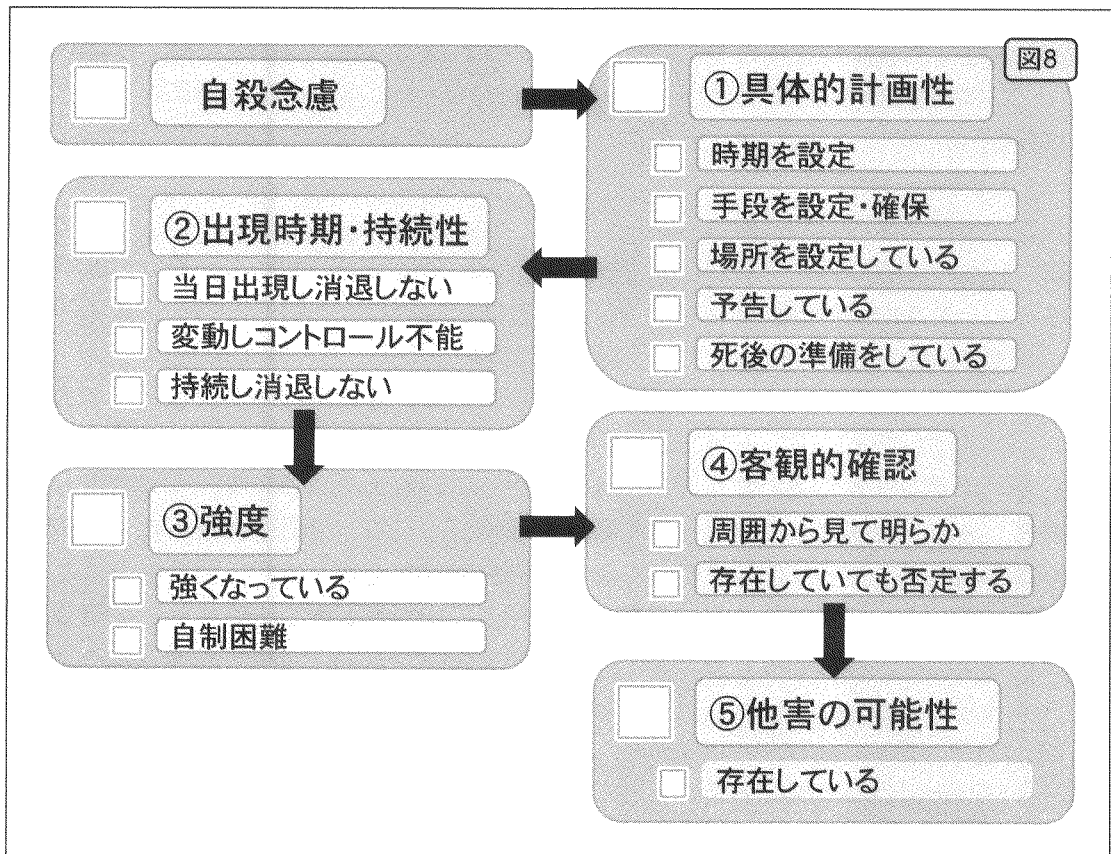 図8
自殺念慮
①具体的計画性
時期を設定
手段を設定・確保
場所を設定している
予告している
死後の準備をしている
②出現時期・持続性
当日出現し消退しない
変動しコントロール不能
持続し消退しない
③強度
強くなっている
自制困難
④客観的確認
周囲から見て明らか
存在していても否定する
⑤他害の可能性
存在している